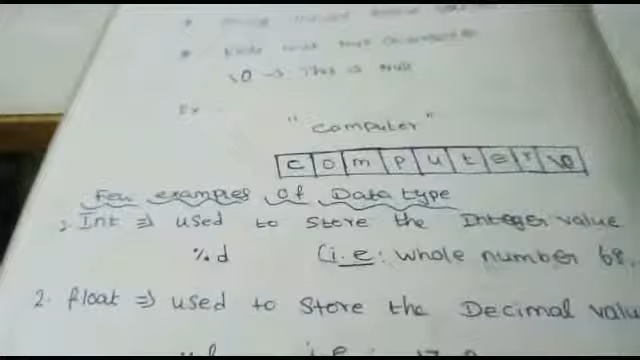 \0 → This is Null
Ex
"Computer"
C O m P u t e r \0
Few examples Of Data type
1. Int => used to store the Integer value
%d (i.e: whole number 68,
2. float => used to store the Decimal valu
i.e: